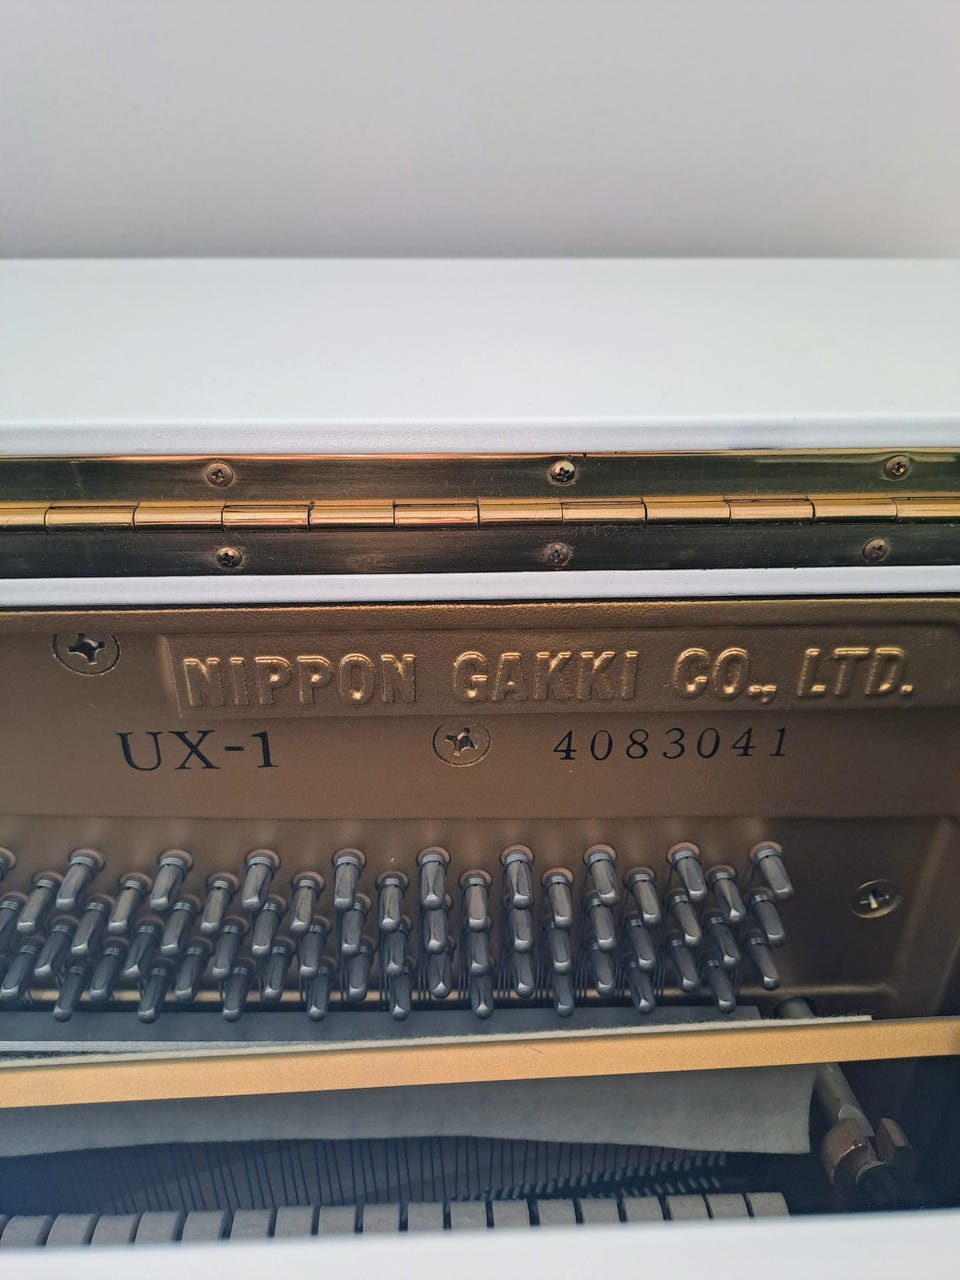 NIPPON GAKKI CO., LTD.
UX-1 4083041